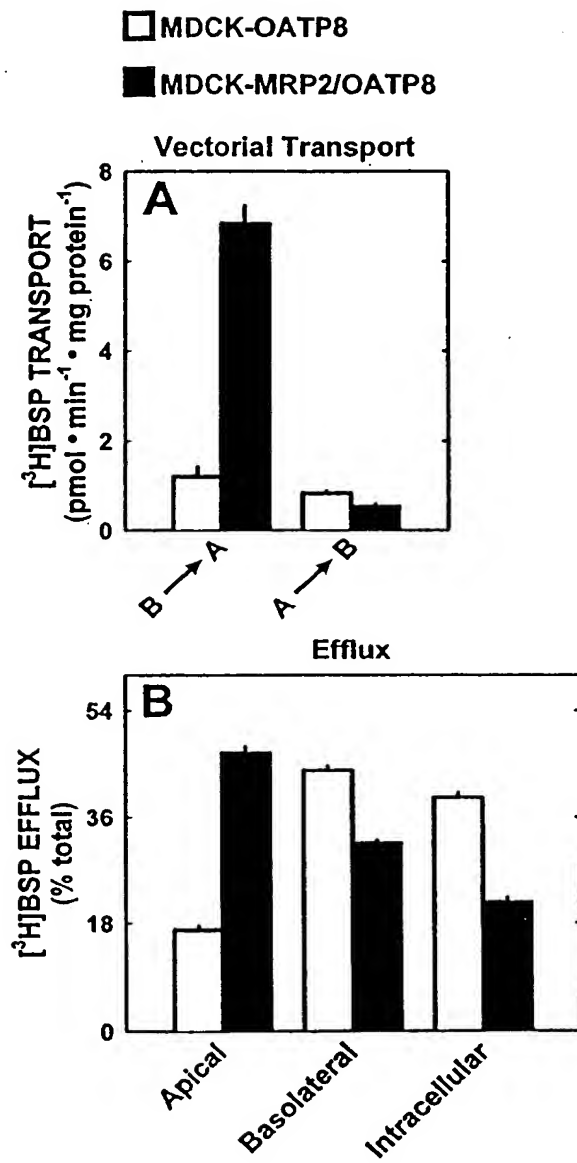 MDCK-OATP8
MDCK-MRP2/OATP8
Vectorial Transport
A
[³H]BSP TRANSPORT
(pmol • min⁻¹ • mg protein⁻¹)
8
6
4
2
0
B → A
A → B
Efflux
B
[³H]BSP EFFLUX
(% total)
54
36
18
0
Apical
Basolateral
Intracellular